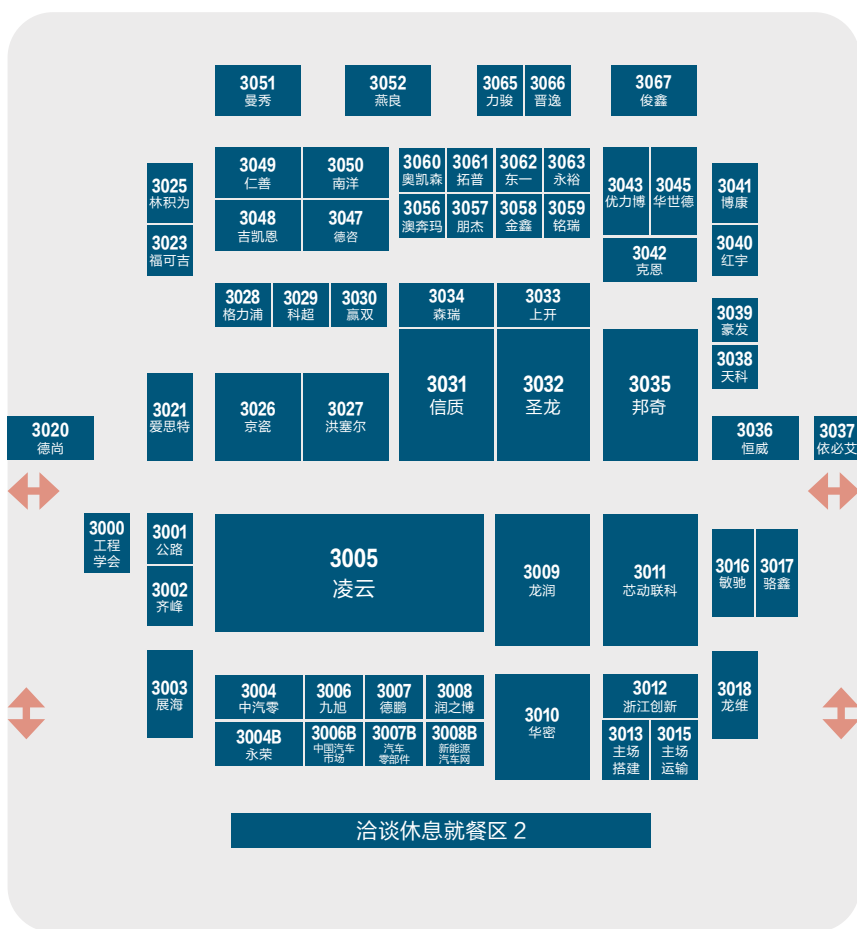 3051
曼秀
3052
燕良
3065
力骏
3066
晋逸
3067
俊鑫
3025
林积为
3023
福可吉
3049
仁善
3050
南洋
3048
吉凯恩
3047
德咨
3060
奥凯森
3061
拓普
3062
东一
3063
永裕
3056
澳奔玛
3057
朋杰
3058
金鑫
3059
铭瑞
3043
优力博
3045
华世德
3042
克恩
3041
博康
3040
红宇
3028
格力浦
3029
科超
3030
赢双
3034
森瑞
3033
上开
3039
豪发
3038
天科
3031
信质
3032
圣龙
3035
邦奇
3021
爱思特
3026
京瓷
3027
洪塞尔
3020
德尚
3036
恒威
3037
依必艾
3000
工程
学会
3001
公路
3002
齐峰
3005
凌云
3009
龙润
3011
芯动联科
3016
敏驰
3017
骆鑫
3003
展海
3004
中汽零
3006
九旭
3007
德鹏
3008
润之博
3004B
永荣
3006B
中国汽车
市场
3007B
汽车
零部件
3008B
新能源
汽车网
3010
华密
3012
浙江创新
3013
主场
搭建
3015
主场
运输
3018
龙维
洽谈休息就餐区 2